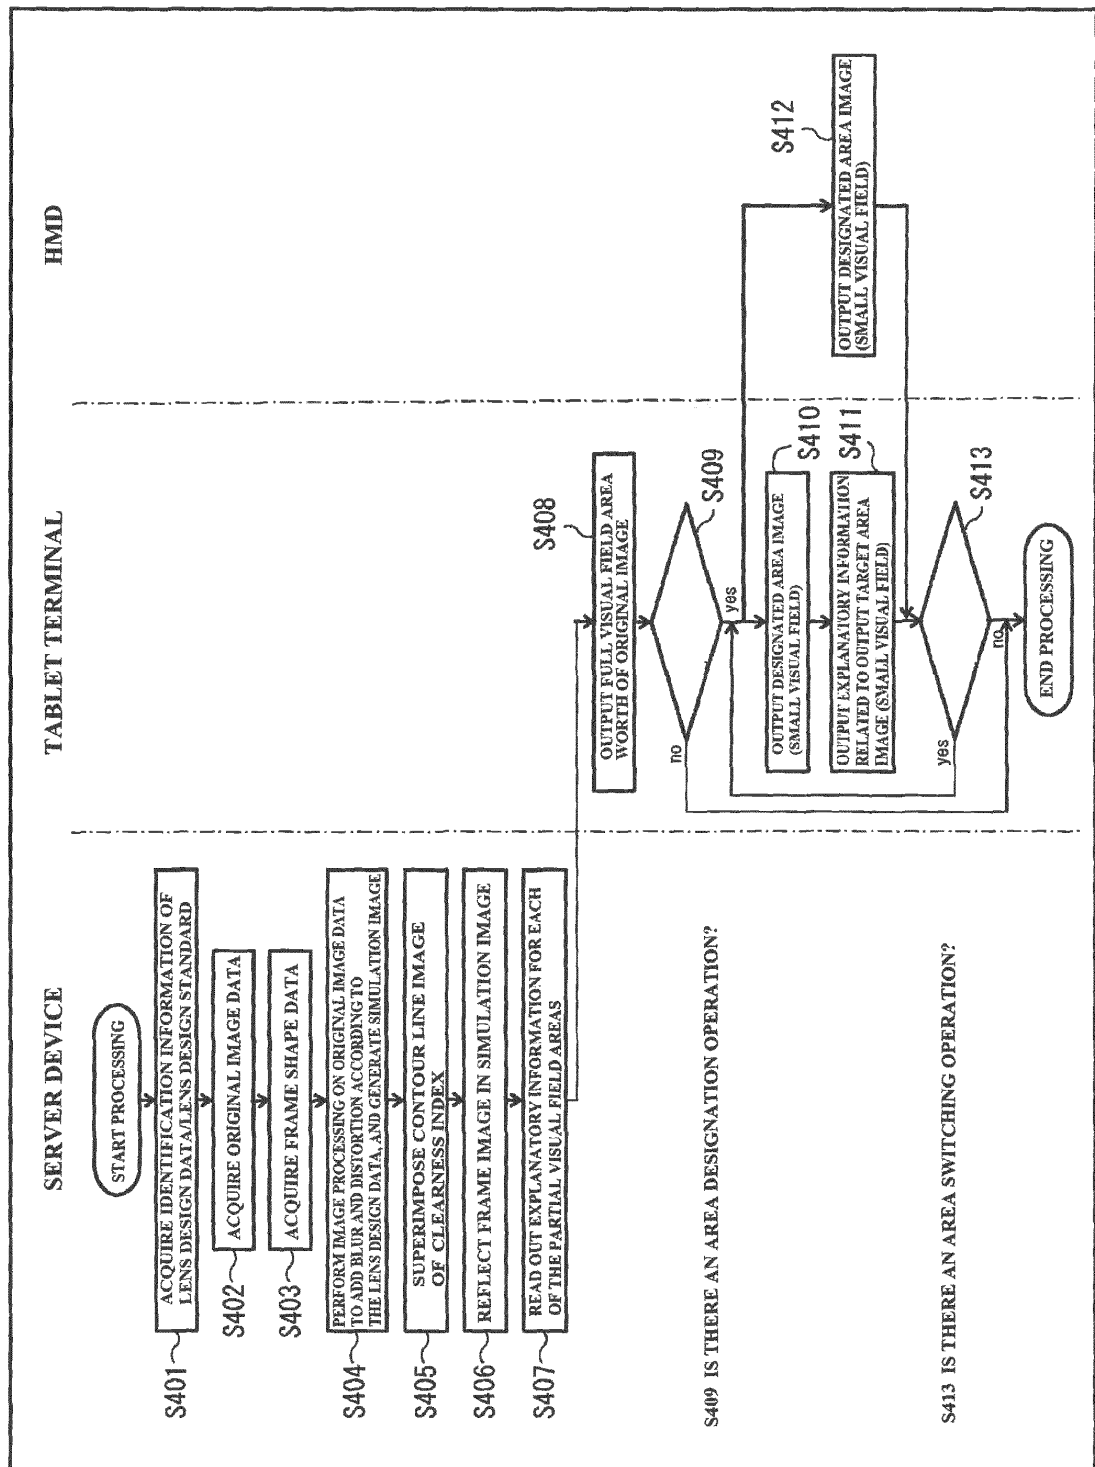 SERVER DEVICE
TABLET TERMINAL
HMD
START PROCESSING
S401
ACQUIRE IDENTIFICATION INFORMATION OF
LENS DESIGN DATA/LENS DESIGN STANDARD
S402
ACQUIRE ORIGINAL IMAGE DATA
S403
ACQUIRE FRAME SHAPE DATA
S404
PERFORM IMAGE PROCESSING ON ORIGINAL IMAGE DATA
TO ADD BLUR AND DISTORTION ACCORDING TO
THE LENS DESIGN DATA, AND GENERATE SIMULATION IMAGE
S405
SUPERIMPOSE CONTOUR LINE IMAGE
OF CLEARNESS INDEX
S406
REFLECT FRAME IMAGE IN SIMULATION IMAGE
S407
READ OUT EXPLANATORY INFORMATION FOR EACH
OF THE PARTIAL VISUAL FIELD AREAS
S408
OUTPUT FULL VISUAL FIELD AREA
WORTH OF ORIGINAL IMAGE
S409
no
yes
S410
OUTPUT DESIGNATED AREA IMAGE
(SMALL VISUAL FIELD)
S411
OUTPUT EXPLANATORY INFORMATION
RELATED TO OUTPUT TARGET AREA
IMAGE (SMALL VISUAL FIELD)
S412
OUTPUT DESIGNATED AREA IMAGE
(SMALL VISUAL FIELD)
S413
yes
no
END PROCESSING
S409 IS THERE AN AREA DESIGNATION OPERATION?
S413 IS THERE AN AREA SWITCHING OPERATION?